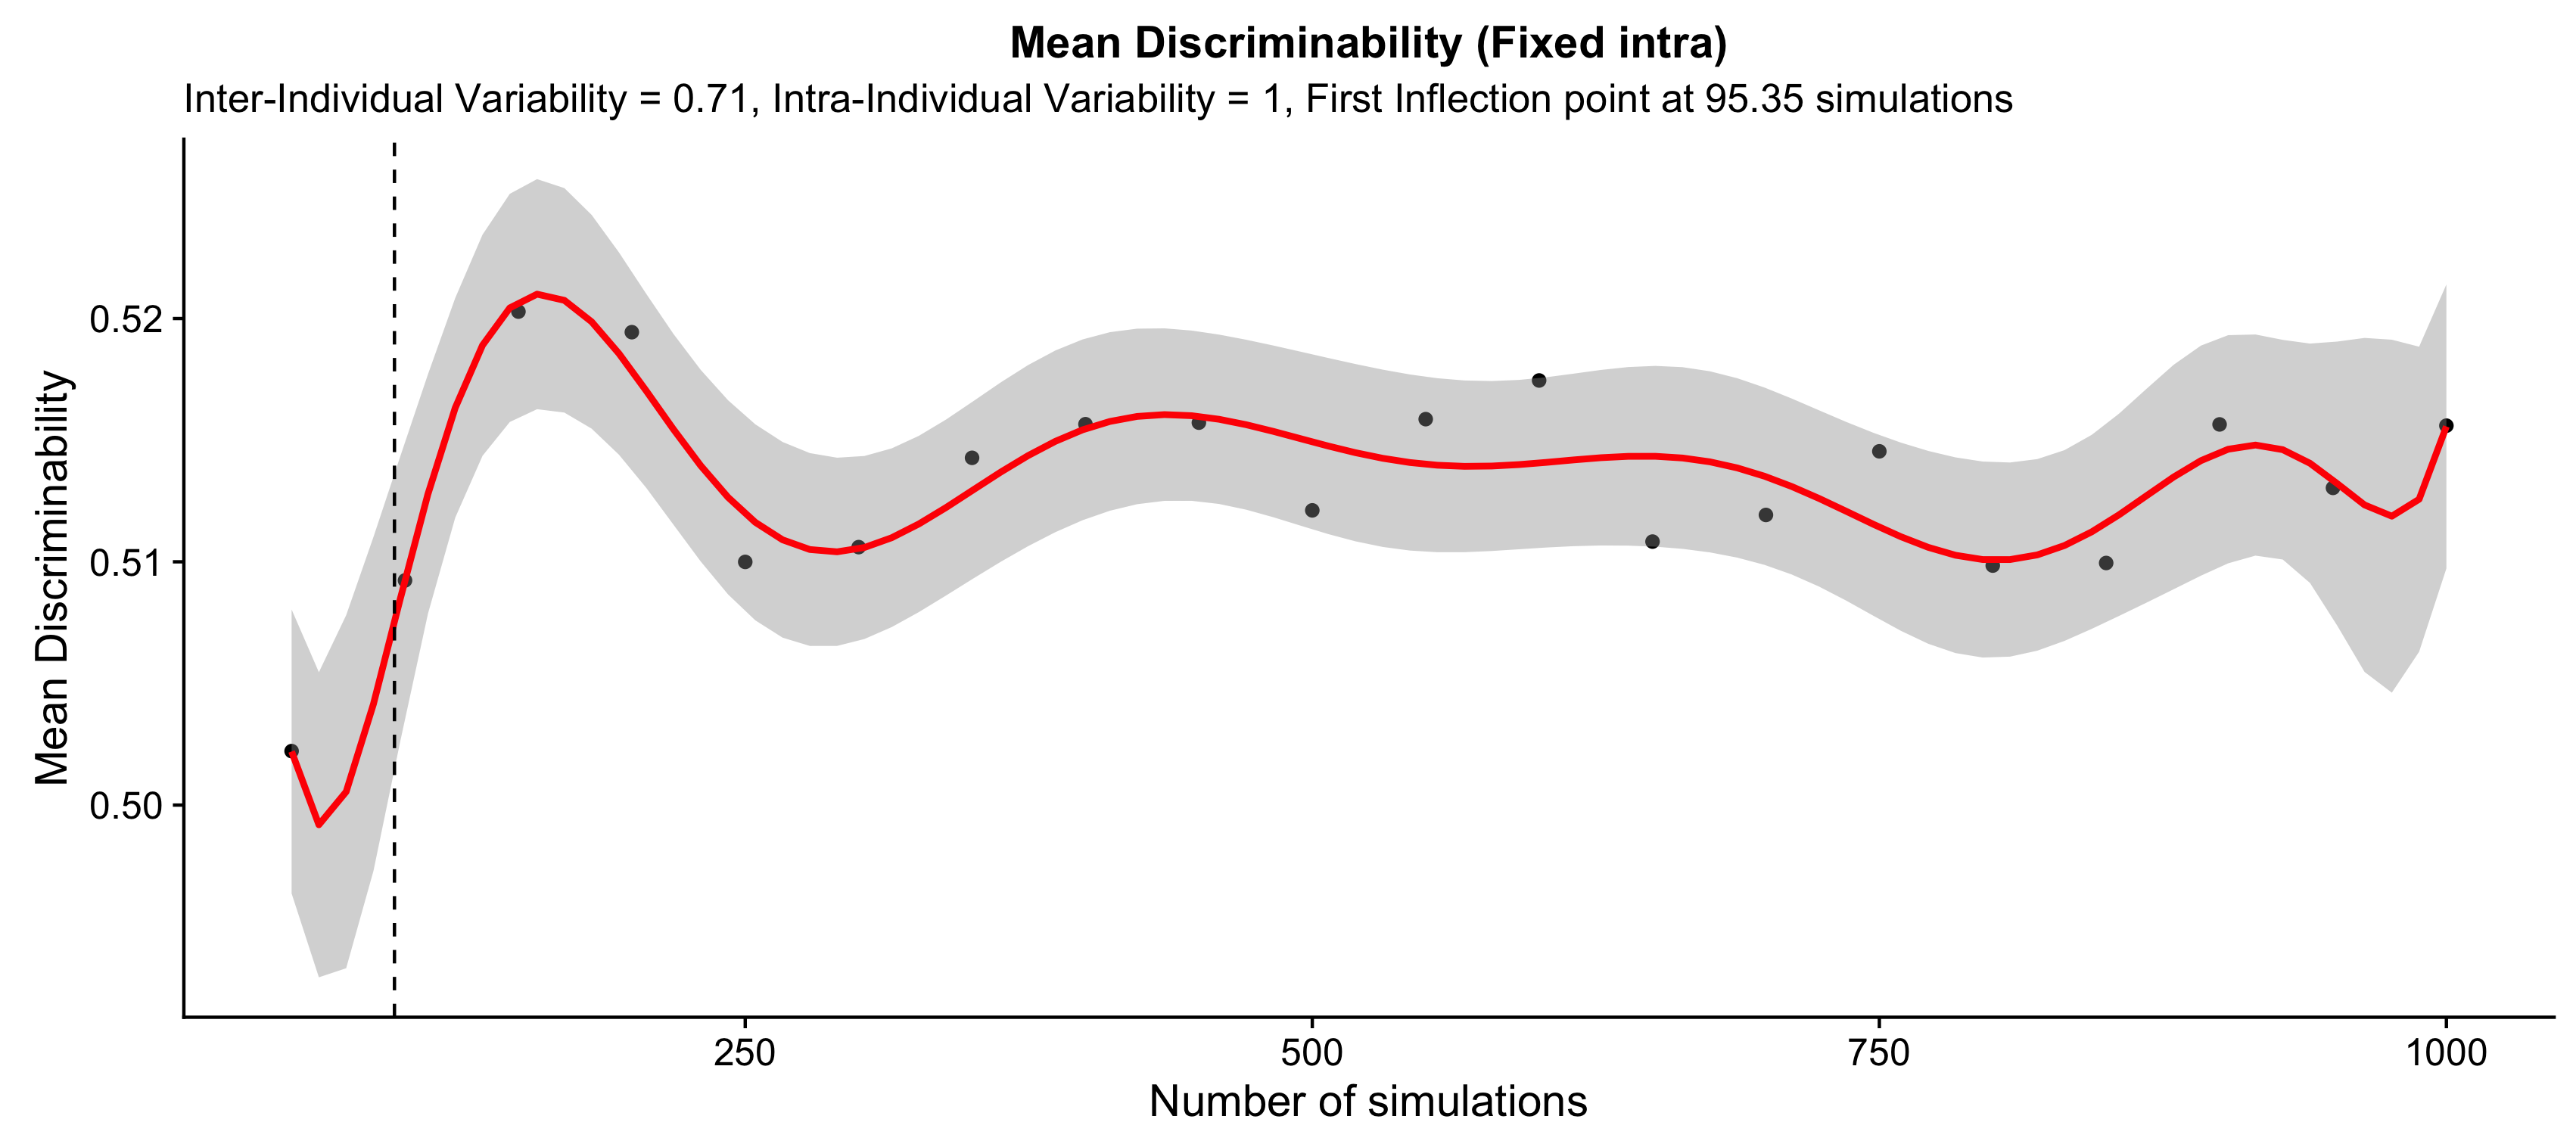 Mean Discriminability (Fixed intra)
Inter-Individual Variability = 0.71, Intra-Individual Variability = 1, First Inflection point at 95.35 simulations
Mean Discriminability
0.52
0.51
0.50
250 500 750 1000
Number of simulations